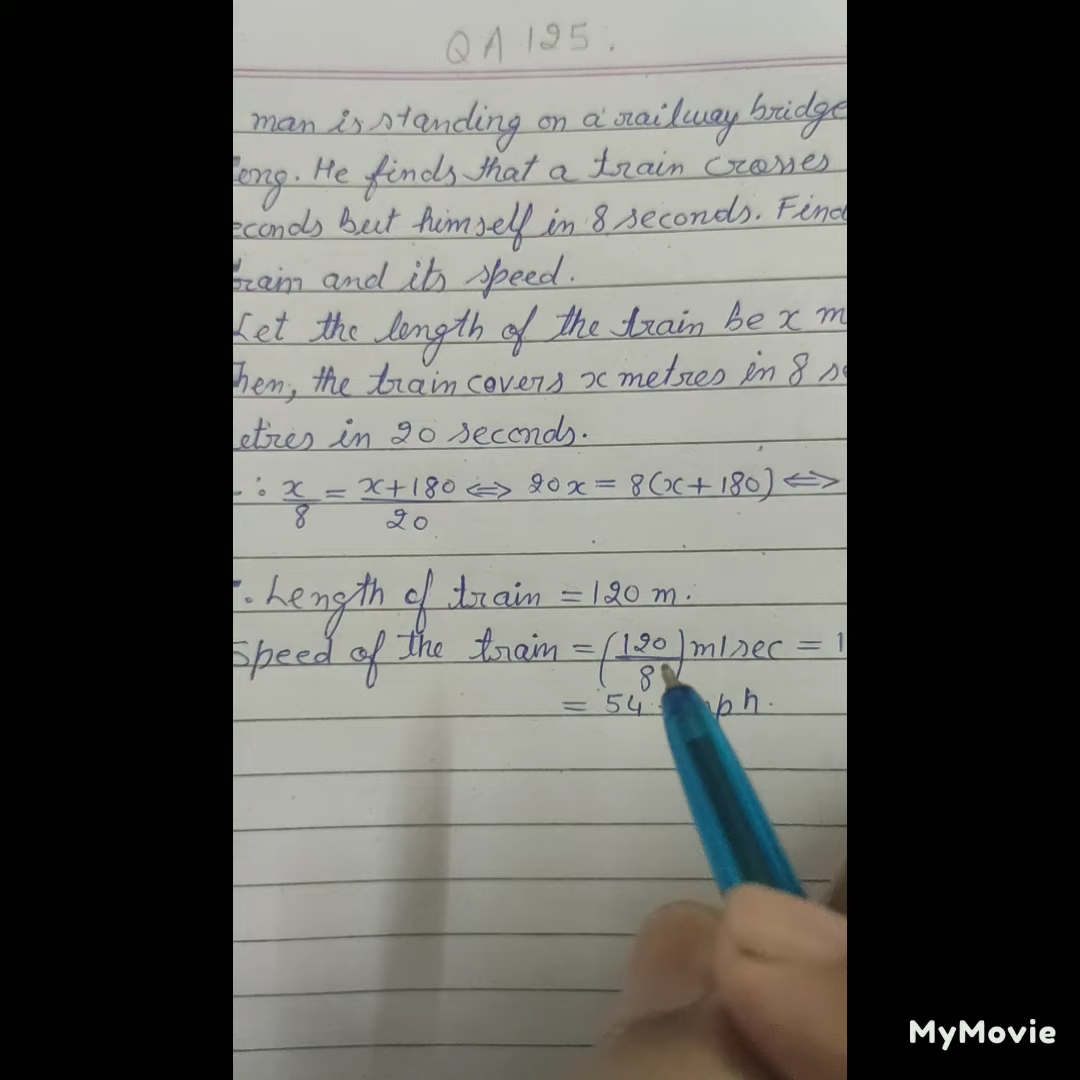 QA 125.
man is standing on a railway bridge
long. He finds that a train crosses
econds but himself in 8 seconds. Find
train and its speed.
Let the length of the train be x m
hen, the train covers x metres in 8 se
etres in 20 seconds.
∴ x/8 = x+180/20 ⟺ 20x = 8(x+180) ⟺
∴ Length of train = 120 m.
Speed of the train = (120/8) m/sec = 1
= 54 ph.
MyMovie